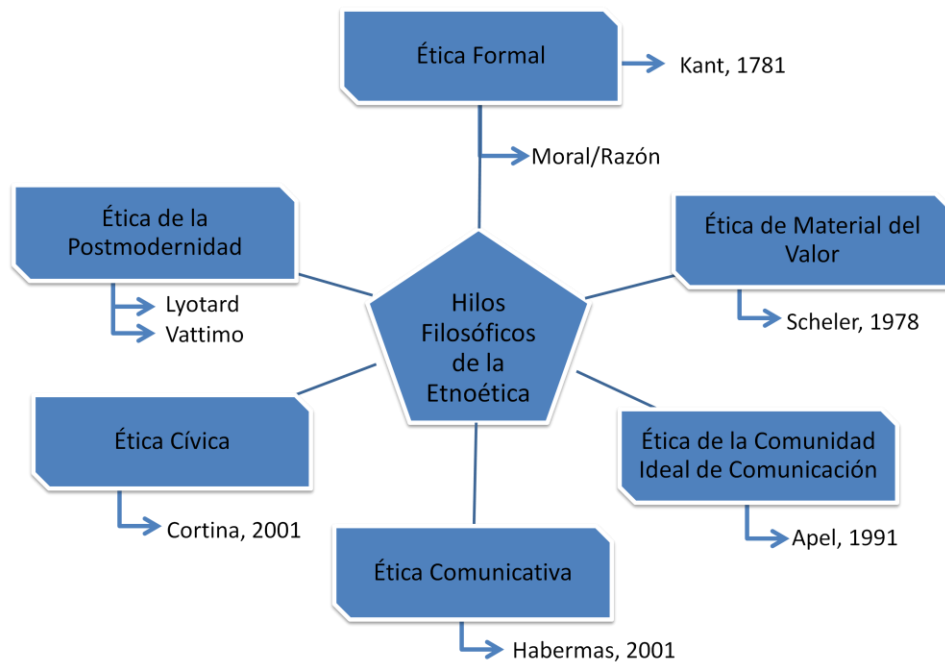 Ética Formal
Kant, 1781
Moral/Razón
Ética de la
Postmodernidad
Lyotard
Vattimo
Ética de Material del
Valor
Scheler, 1978
Hilos
Filosóficos
de la
Etnoética
Ética Cívica
Cortina, 2001
Ética de la Comunidad
Ideal de Comunicación
Apel, 1991
Ética Comunicativa
Habermas, 2001